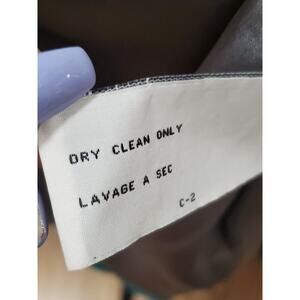 DRY CLEAN ONLY
LAVAGE A SEC
C-2